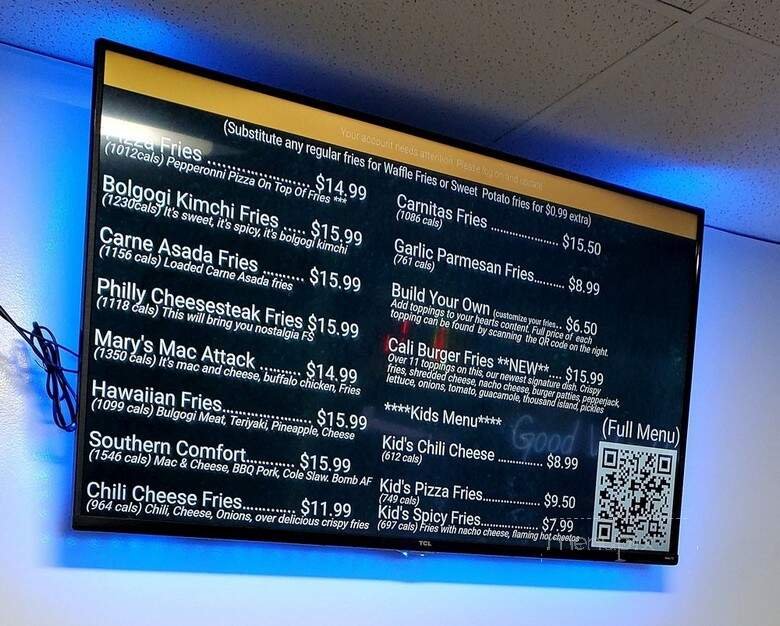 Your account needs attention. Please log on and update
(Substitute any regular fries for Waffle Fries or Sweet Potato fries for $0.99 extra)
Pizza Fries ..................... $14.99
(1012cals) Pepperonni Pizza On Top Of Fries ***
Bolgogi Kimchi Fries ..... $15.99
(1230cals) It's sweet, it's spicy, it's bolgogi kimchi
Carne Asada Fries .......... $15.99
(1156 cals) Loaded Carne Asada fries
Philly Cheesesteak Fries $15.99
(1118 cals) This will bring you nostalgia FS
Mary's Mac Attack .......... $14.99
(1350 cals) It's mac and cheese, buffalo chicken, Fries
Hawaiian Fries........................ $15.99
(1099 cals) Bulgogi Meat, Teriyaki, Pineapple, Cheese
Southern Comfort........... $15.99
(1546 cals) Mac & Cheese, BBQ Pork, Cole Slaw. Bomb AF
Chili Cheese Fries............. $11.99
(964 cals) Chili, Cheese, Onions, over delicious crispy fries
Carnitas Fries ..................... $15.50
(1086 cals)
Garlic Parmesan Fries......... $8.99
(761 cals)
Build Your Own (customize your fries.. $6.50
Add toppings to your hearts content. Full price of each
topping can be found by scanning the QR code on the right.
Cali Burger Fries **NEW**.... $15.99
Over 11 toppings on this, our newest signature dish. Crispy
fries, shredded cheese, nacho cheese, burger patties, pepperjack,
lettuce, onions, tomato, guacamole, thousand island, pickles
****Kids Menu****
Kid's Chili Cheese .............. $8.99
(612 cals)
Kid's Pizza Fries..................... $9.50
(749 cals)
Kid's Spicy Fries.................... $7.99
(697 cal) Fries with nacho cheese, flaming hot cheetos
(Full Menu)
Good
TCL